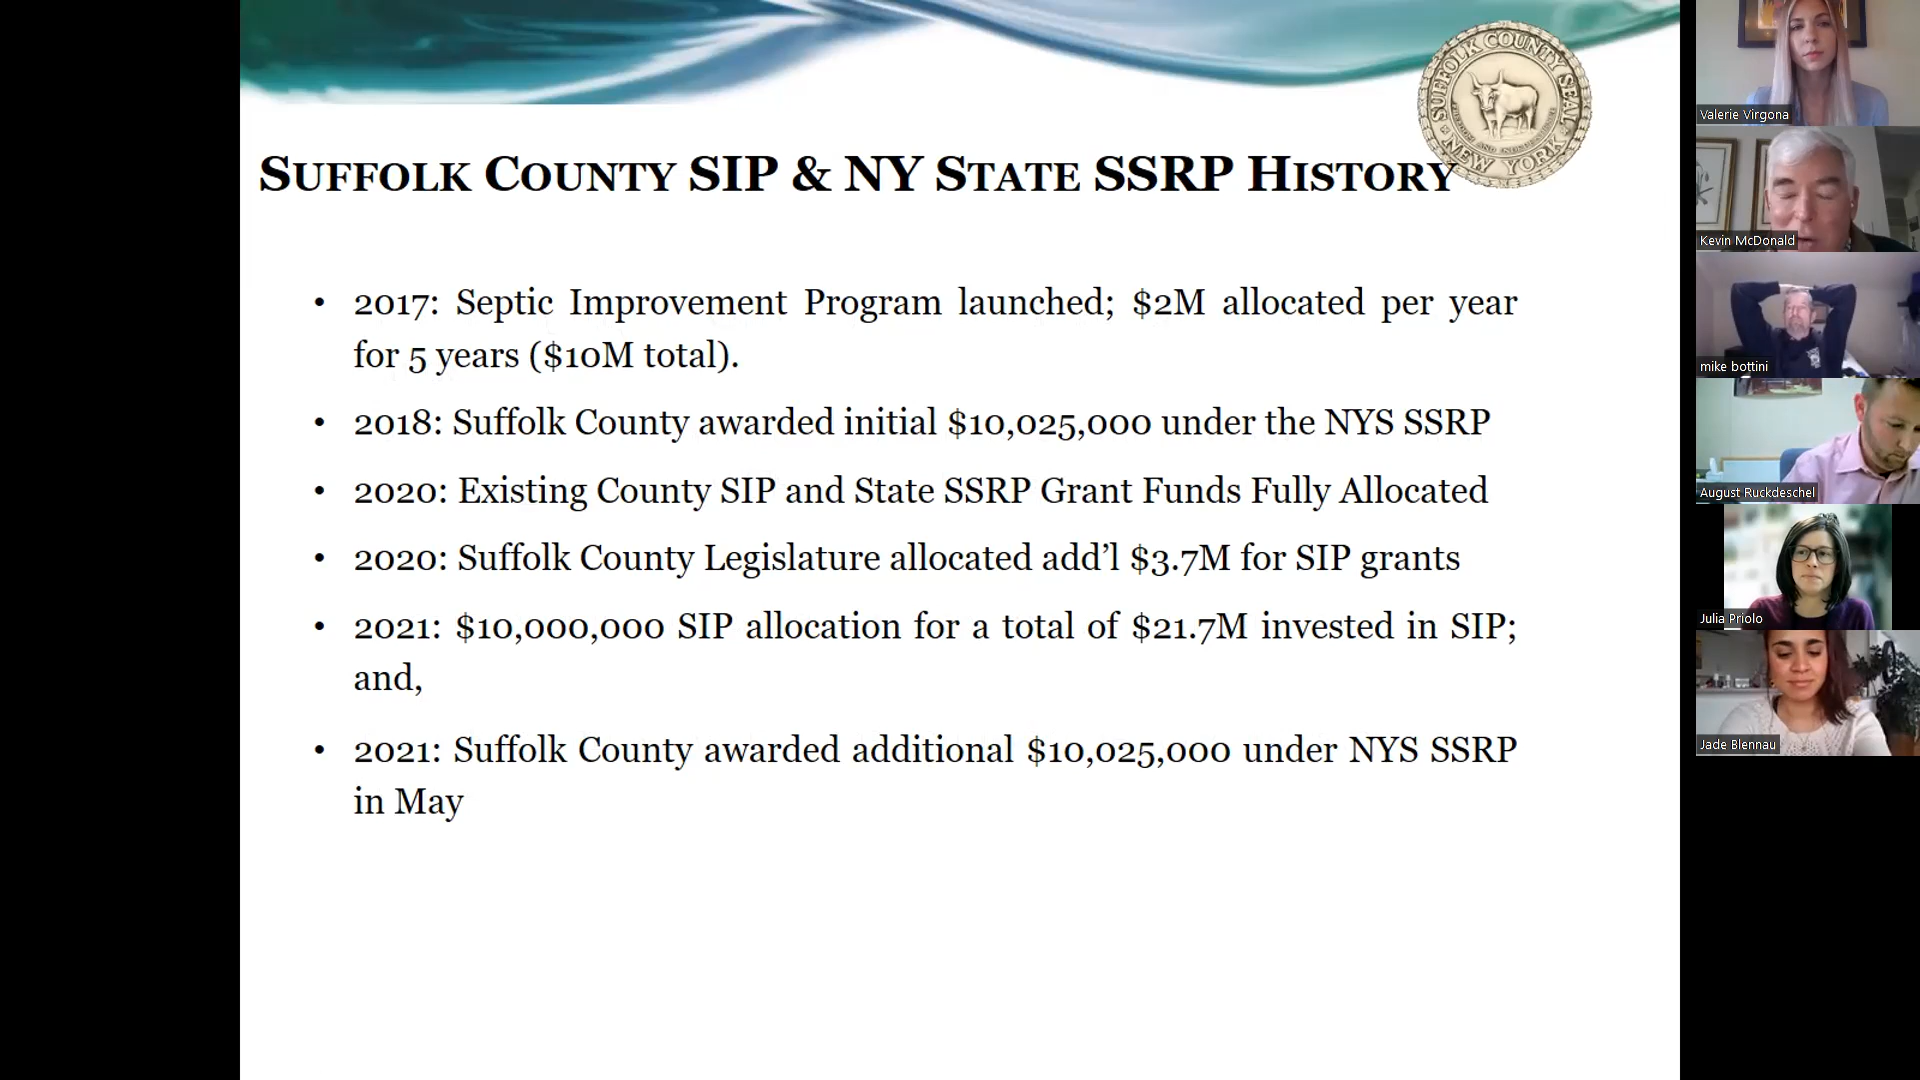 SUFFOLK COUNTY SEAL
NEW YORK
SUFFOLK COUNTY SIP & NY STATE SSRP HISTORY
• 2017: Septic Improvement Program launched; $2M allocated per year
for 5 years ($10M total).
• 2018: Suffolk County awarded initial $10,025,000 under the NYS SSRP
• 2020: Existing County SIP and State SSRP Grant Funds Fully Allocated
• 2020: Suffolk County Legislature allocated add’l $3.7M for SIP grants
• 2021: $10,000,000 SIP allocation for a total of $21.7M invested in SIP;
and,
• 2021: Suffolk County awarded additional $10,025,000 under NYS SSRP
in May
Valerie Virgona
Kevin McDonald
mike bottini
August Ruckdeschel
Julia Priolo
Jade Blennau